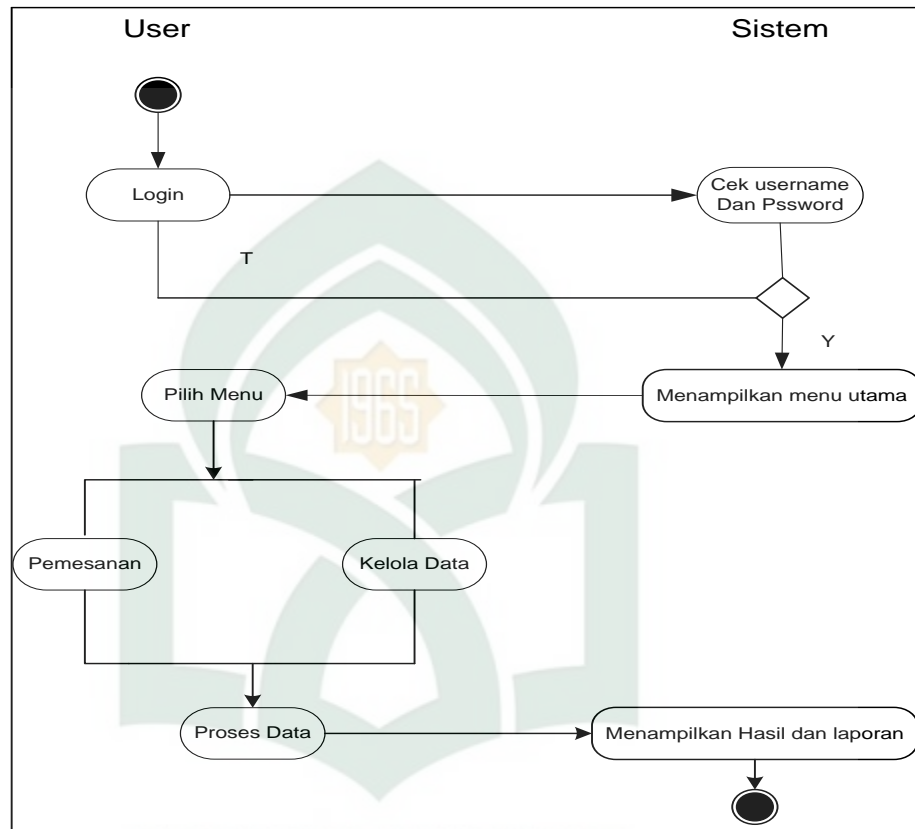 User
Sistem
Login
Cek username
Dan Pssword
T
Y
Pilih Menu
1965
Menampilkan menu utama
Pemesanan
Kelola Data
Proses Data
Menampilkan Hasil dan laporan